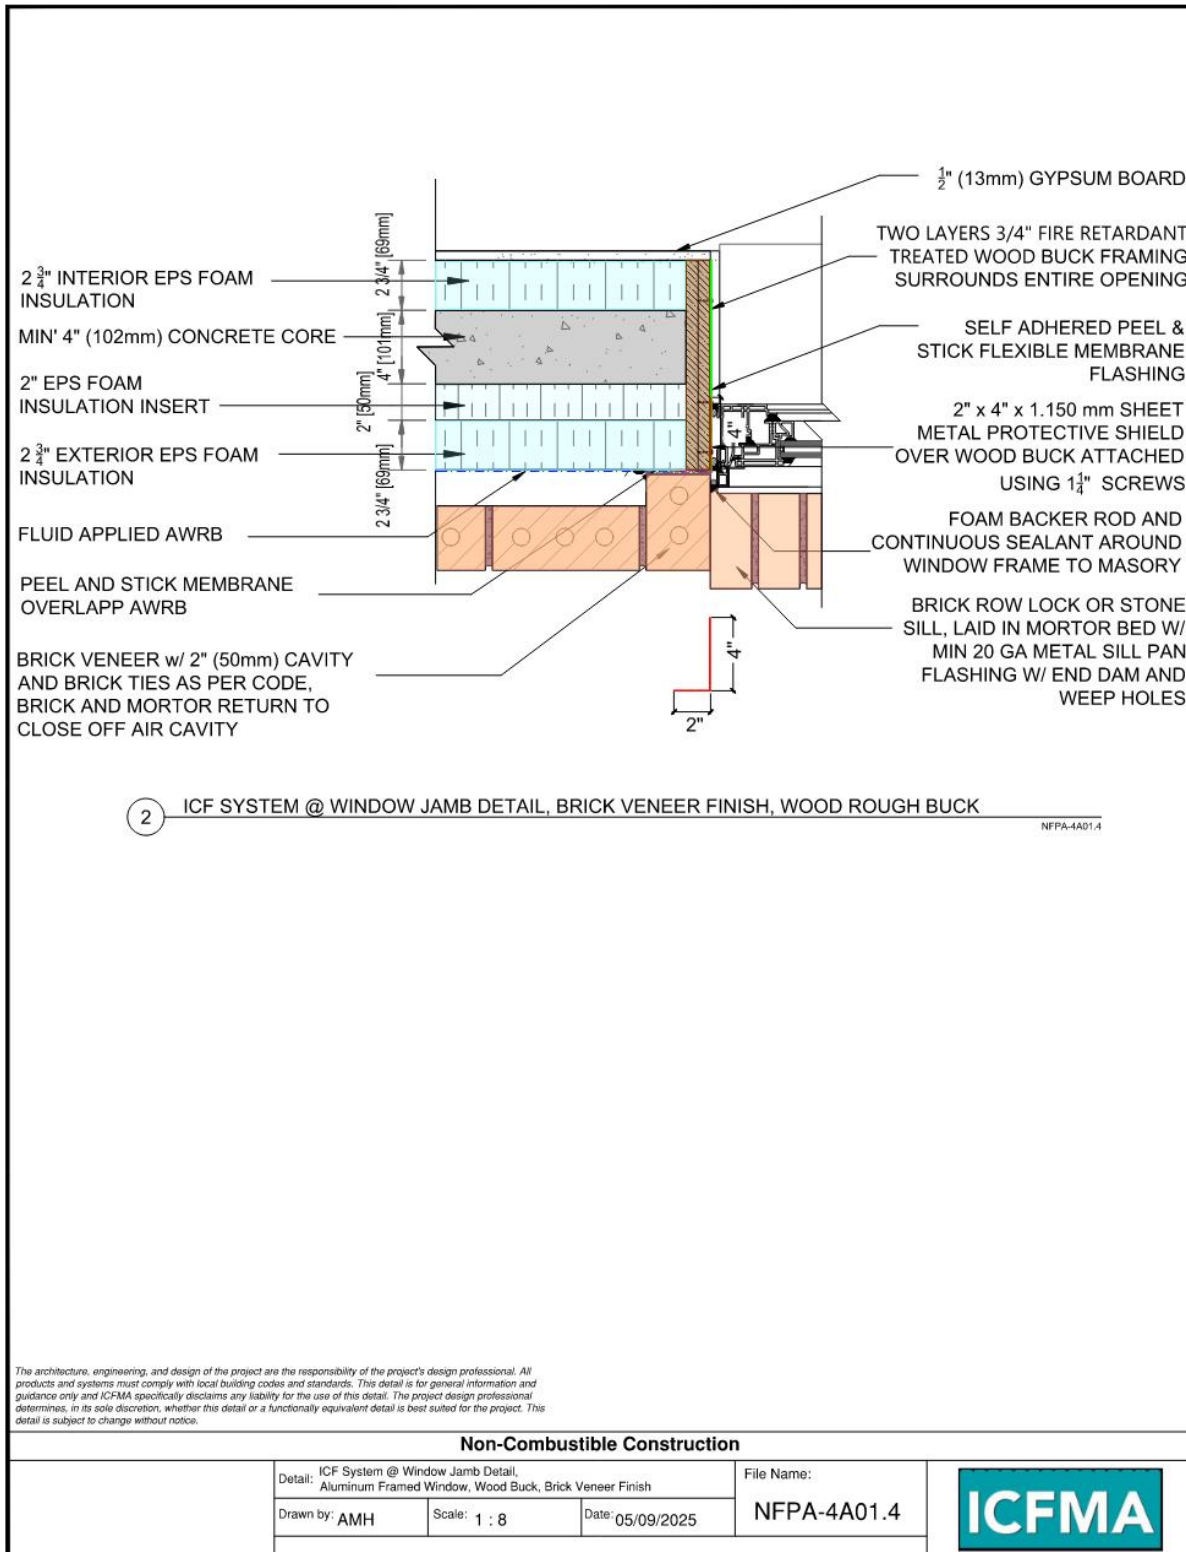 2 3/4" INTERIOR EPS FOAM
INSULATION
MIN' 4" (102mm) CONCRETE CORE
2" EPS FOAM
INSULATION INSERT
2 3/4" EXTERIOR EPS FOAM
INSULATION
FLUID APPLIED AWRB
PEEL AND STICK MEMBRANE
OVERLAPP AWRB
BRICK VENEER w/ 2" (50mm) CAVITY
AND BRICK TIES AS PER CODE,
BRICK AND MORTOR RETURN TO
CLOSE OFF AIR CAVITY
2 3/4" [69mm]
4" [101mm]
2" [50mm]
2 3/4" [69mm]
4"
4"
2"
1/2" (13mm) GYPSUM BOARD
TWO LAYERS 3/4" FIRE RETARDANT
TREATED WOOD BUCK FRAMING
SURROUNDS ENTIRE OPENING
SELF ADHERED PEEL &
STICK FLEXIBLE MEMBRANE
FLASHING
2" x 4" x 1.150 mm SHEET
METAL PROTECTIVE SHIELD
OVER WOOD BUCK ATTACHED
USING 1 1/4" SCREWS
FOAM BACKER ROD AND
CONTINUOUS SEALANT AROUND
WINDOW FRAME TO MASORY
BRICK ROW LOCK OR STONE
SILL, LAID IN MORTOR BED W/
MIN 20 GA METAL SILL PAN
FLASHING W/ END DAM AND
WEEP HOLES
2
ICF SYSTEM @ WINDOW JAMB DETAIL, BRICK VENEER FINISH, WOOD ROUGH BUCK
NFPA-4A01.4
The architecture, engineering, and design of the project are the responsibility of the project's design professional. All
products and systems must comply with local building codes and standards. This detail is for general information and
guidance only and ICFMA specifically disclaims any liability for the use of this detail. The project design professional
determines, in its sole discretion, whether this detail or a functionally equivalent detail is best suited for the project. This
detail is subject to change without notice.
Non-Combustible Construction
Detail: ICF System @ Window Jamb Detail,
Aluminum Framed Window, Wood Buck, Brick Veneer Finish
Drawn by: AMH
Scale: 1 : 8
Date: 05/09/2025
File Name:
NFPA-4A01.4
ICFMA